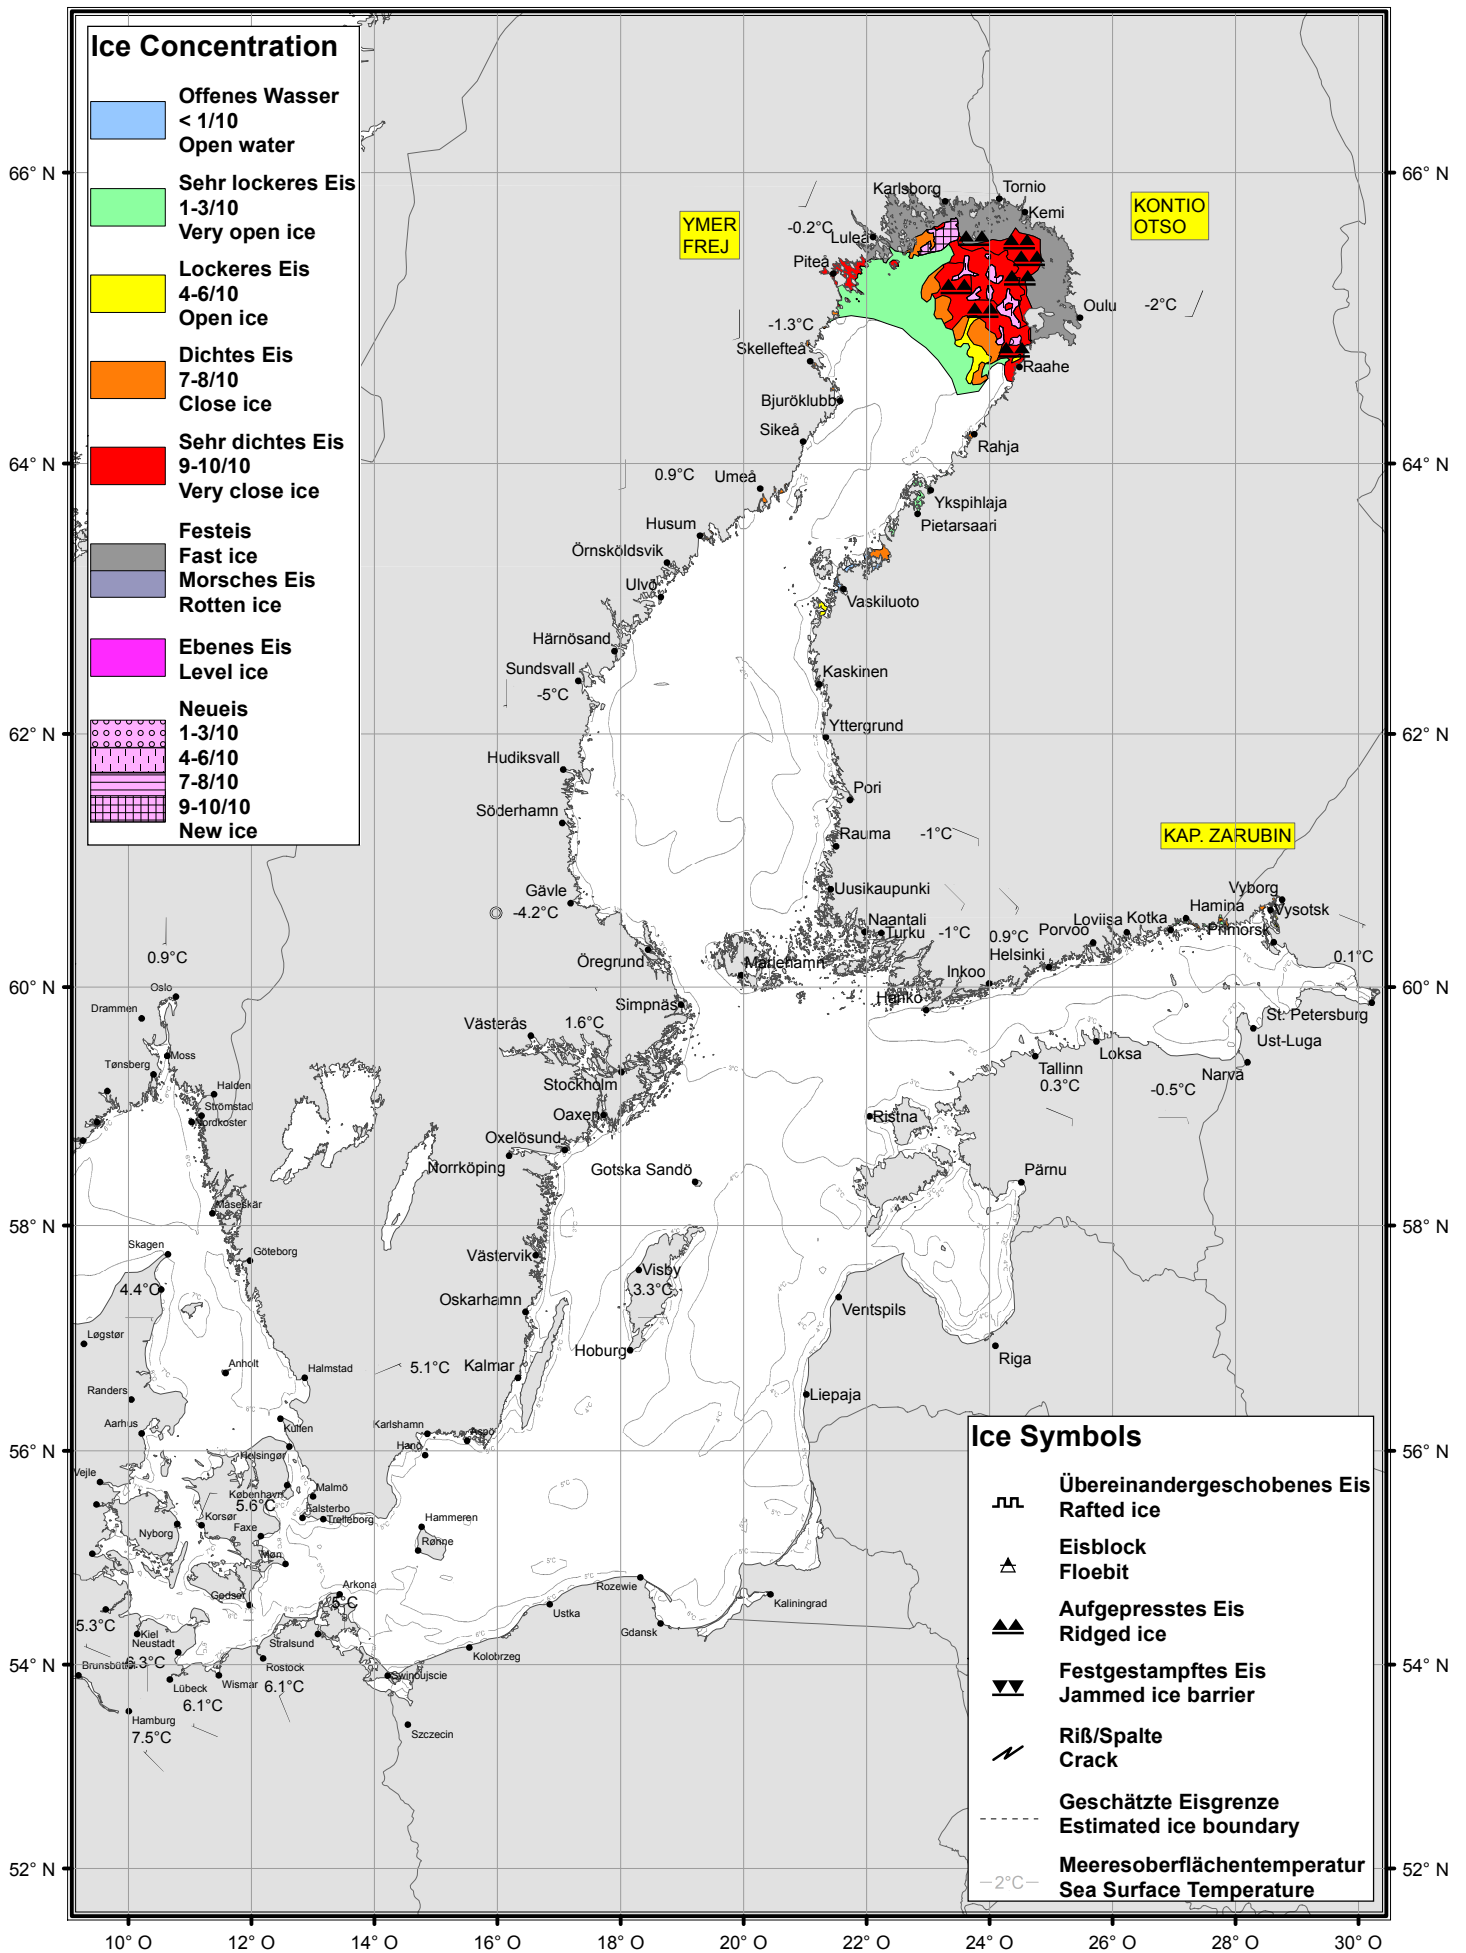 Ice Concentration
Offenes Wasser
< 1/10
Open water
Sehr lockeres Eis
1-3/10
Very open ice
Lockeres Eis
4-6/10
Open ice
Dichtes Eis
7-8/10
Close ice
Sehr dichtes Eis
9-10/10
Very close ice
Festeis
Fast ice
Morsches Eis
Rotten ice
Ebenes Eis
Level ice
Neueis
1-3/10
4-6/10
7-8/10
9-10/10
New ice
66° N
66° N
64° N
64° N
62° N
62° N
60° N
60° N
58° N
58° N
56° N
56° N
54° N
54° N
52° N
52° N
YMER
FREJ
KONTIO
OTSO
KAP. ZARUBIN
Karlsborg
Tornio
Kemi
-0.2°C
Luleå
Piteå
Oulu
-2°C
-1.3°C
Skellefteå
Raahe
Bjuröklubb
Sikeå
Rahja
0.9°C
Umeå
Ykspihlaja
Husum
Pietarsaari
Örnsköldsvik
Ulvö
Vaskiluoto
Härnösand
Sundsvall
-5°C
Kaskinen
Yttergrund
Hudiksvall
Pori
Söderhamn
Rauma
-1°C
Gävle
-4.2°C
Uusikaupunki
Naantali
Turku
-1°C
0.9°C
Helsinki
Porvoo
Loviisa
Kotka
Hamina
Vyborg
Vysotsk
Primorsk
0.1°C
Öregrund
Mariehamn
Inkoo
Hanko
0.9°C
Oslo
Drammen
Simpnäs
St. Petersburg
Ust-Luga
Västerås
1.6°C
Moss
Tønsberg
Stockholm
Tallinn
0.3°C
Loksa
Narva
-0.5°C
Halden
Strömstad
Nordkoster
Oaxen
Ristna
Oxelösund
Norrköping
Gotska Sandö
Pärnu
Måseskär
Skagen
Göteborg
Västervik
Visby
3.3°C
4.4°C
Oskarhamn
Ventspils
Løgstør
Hoburg
Riga
Anholt
Halmstad
5.1°C
Kalmar
Randers
Liepaja
Aarhus
Kullen
Karlshamn
Aspö
Hanö
Helsingør
Vejle
København
5.6°C
Malmö
Falsterbo
Trelleborg
Korsør
Nyborg
Faxe
Hammeren
Rønne
Møn
Gedser
Arkona
5°C
Rozewie
Ustka
Gdansk
Kaliningrad
5.3°C
Kiel
Neustadt
6.3°C
Stralsund
Kolobrzeg
Brunsbüttel
Lübeck
6.1°C
Wismar
Rostock
6.1°C
Swinoujscie
Hamburg
7.5°C
Szczecin
Ice Symbols
Übereinandergeschobenes Eis
Rafted ice
Eisblock
Floebit
Aufgepresstes Eis
Ridged ice
Festgestampftes Eis
Jammed ice barrier
Riß/Spalte
Crack
Geschätzte Eisgrenze
Estimated ice boundary
2°C
Meeresoberflächentemperatur
Sea Surface Temperature
10° O
12° O
14° O
16° O
18° O
20° O
22° O
24° O
26° O
28° O
30° O